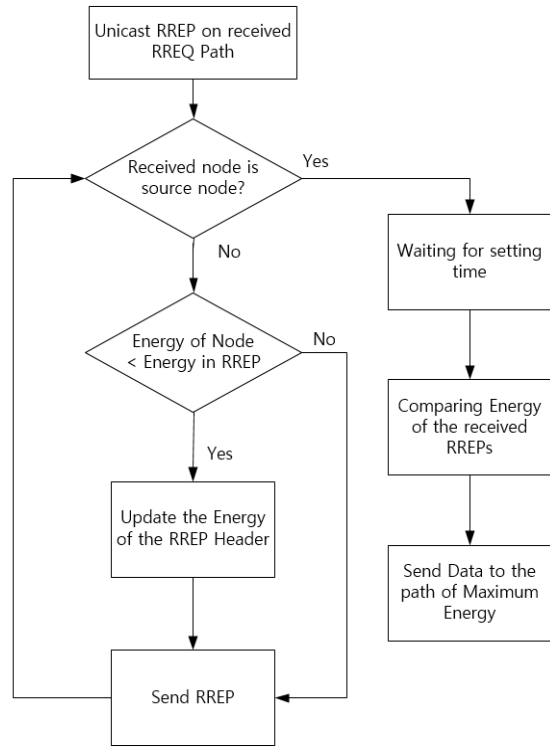 Unicast RREP on received
RREQ Path
Received node is
source node?
Yes
No
Waiting for setting
time
Energy of Node
< Energy in RREP
No
Yes
Comparing Energy
of the received
RREPs
Update the Energy
of the RREP Header
Send Data to the
path of Maximum
Energy
Send RREP